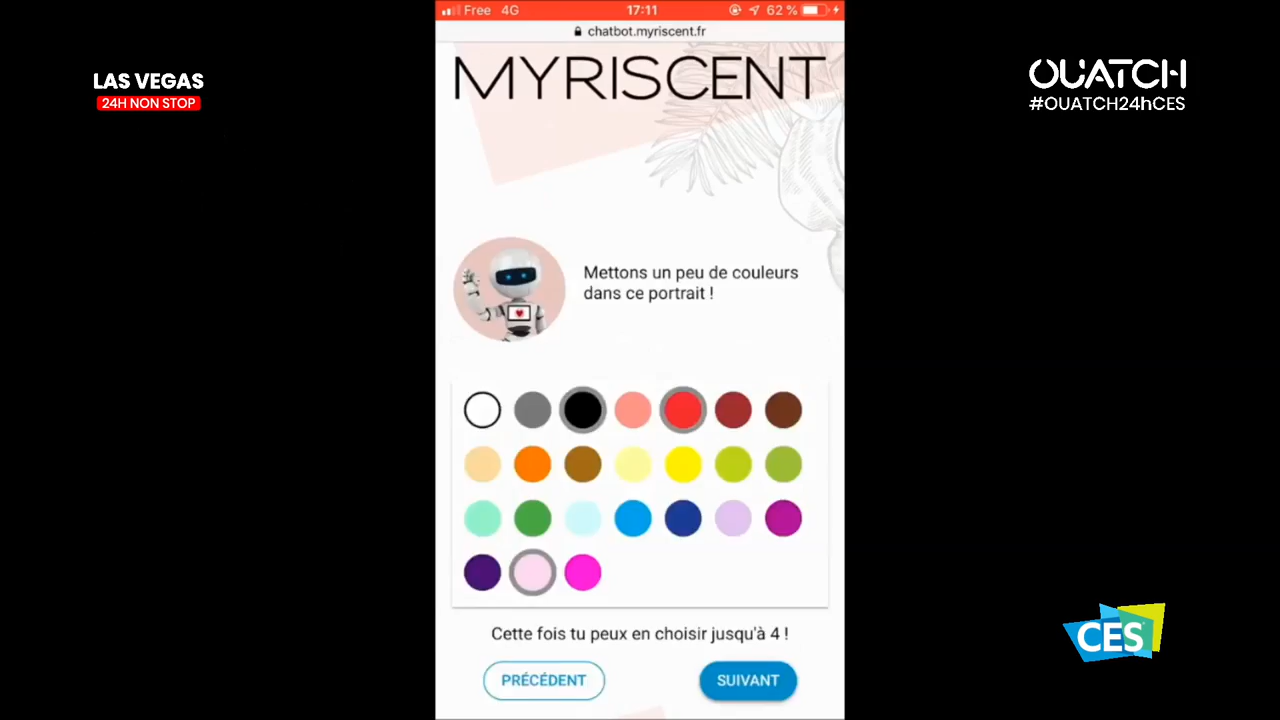 Free 4G 17:11 62 %
chatbot.myriscent.fr
MYRISCENT
LAS VEGAS
24H NON STOP
OUATCH
#OUATCH24hCES
Mettons un peu de couleurs
dans ce portrait !
Cette fois tu peux en choisir jusqu'à 4 !
PRÉCÉDENT
SUIVANT
CES